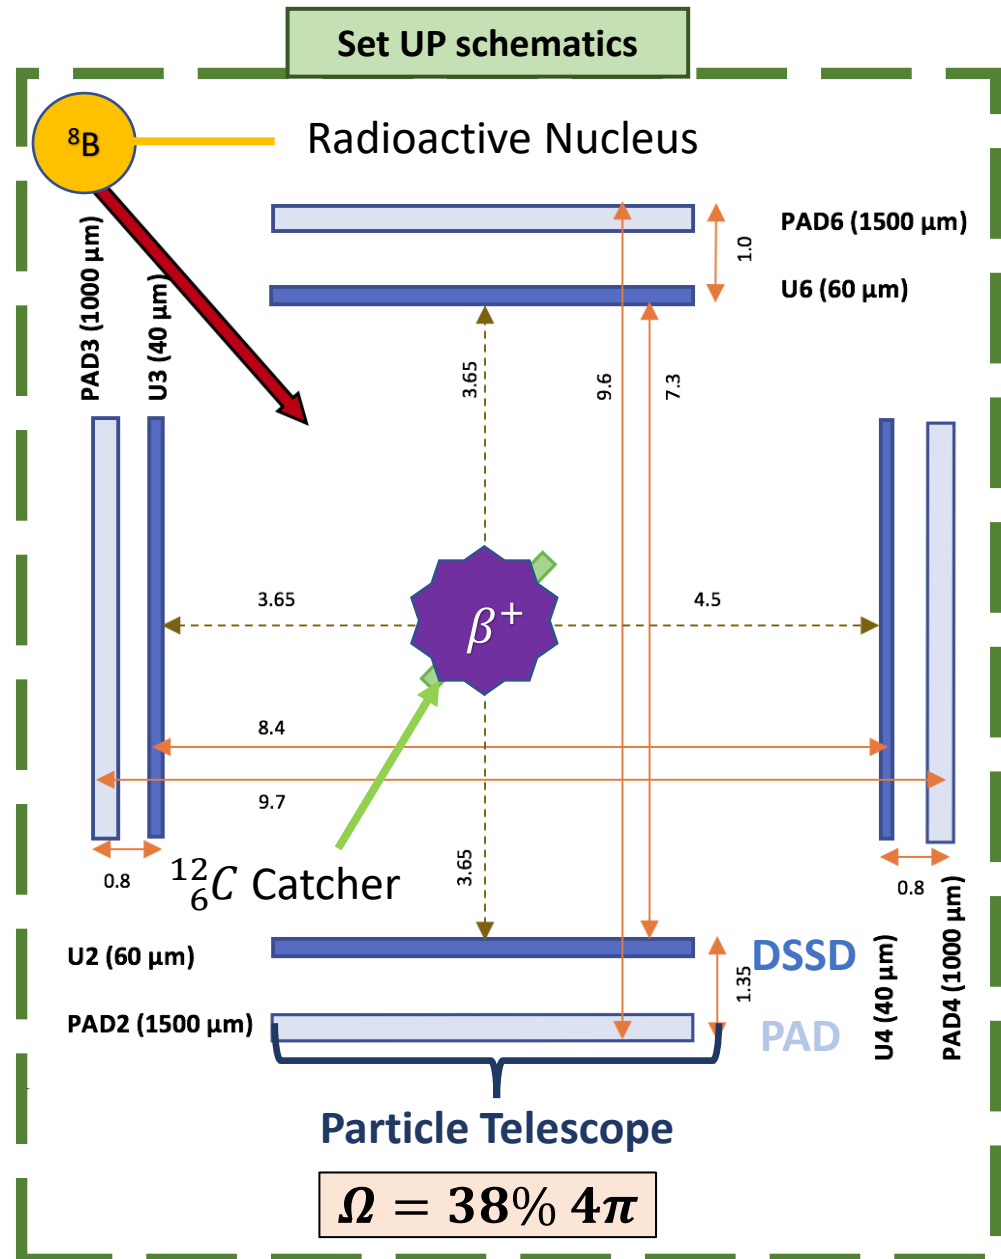 Set UP schematics
⁸B
Radioactive Nucleus
PAD6 (1500 µm)
1.0
U6 (60 µm)
PAD3 (1000 µm)
U3 (40 µm)
3.65
9.6
7.3
3.65
β⁺
4.5
8.4
9.7
0.8
¹²₆C Catcher
3.65
0.8
U2 (60 µm)
DSSD
1.35
PAD2 (1500 µm)
PAD
U4 (40 µm)
PAD4 (1000 µm)
Particle Telescope
Ω = 38% 4π